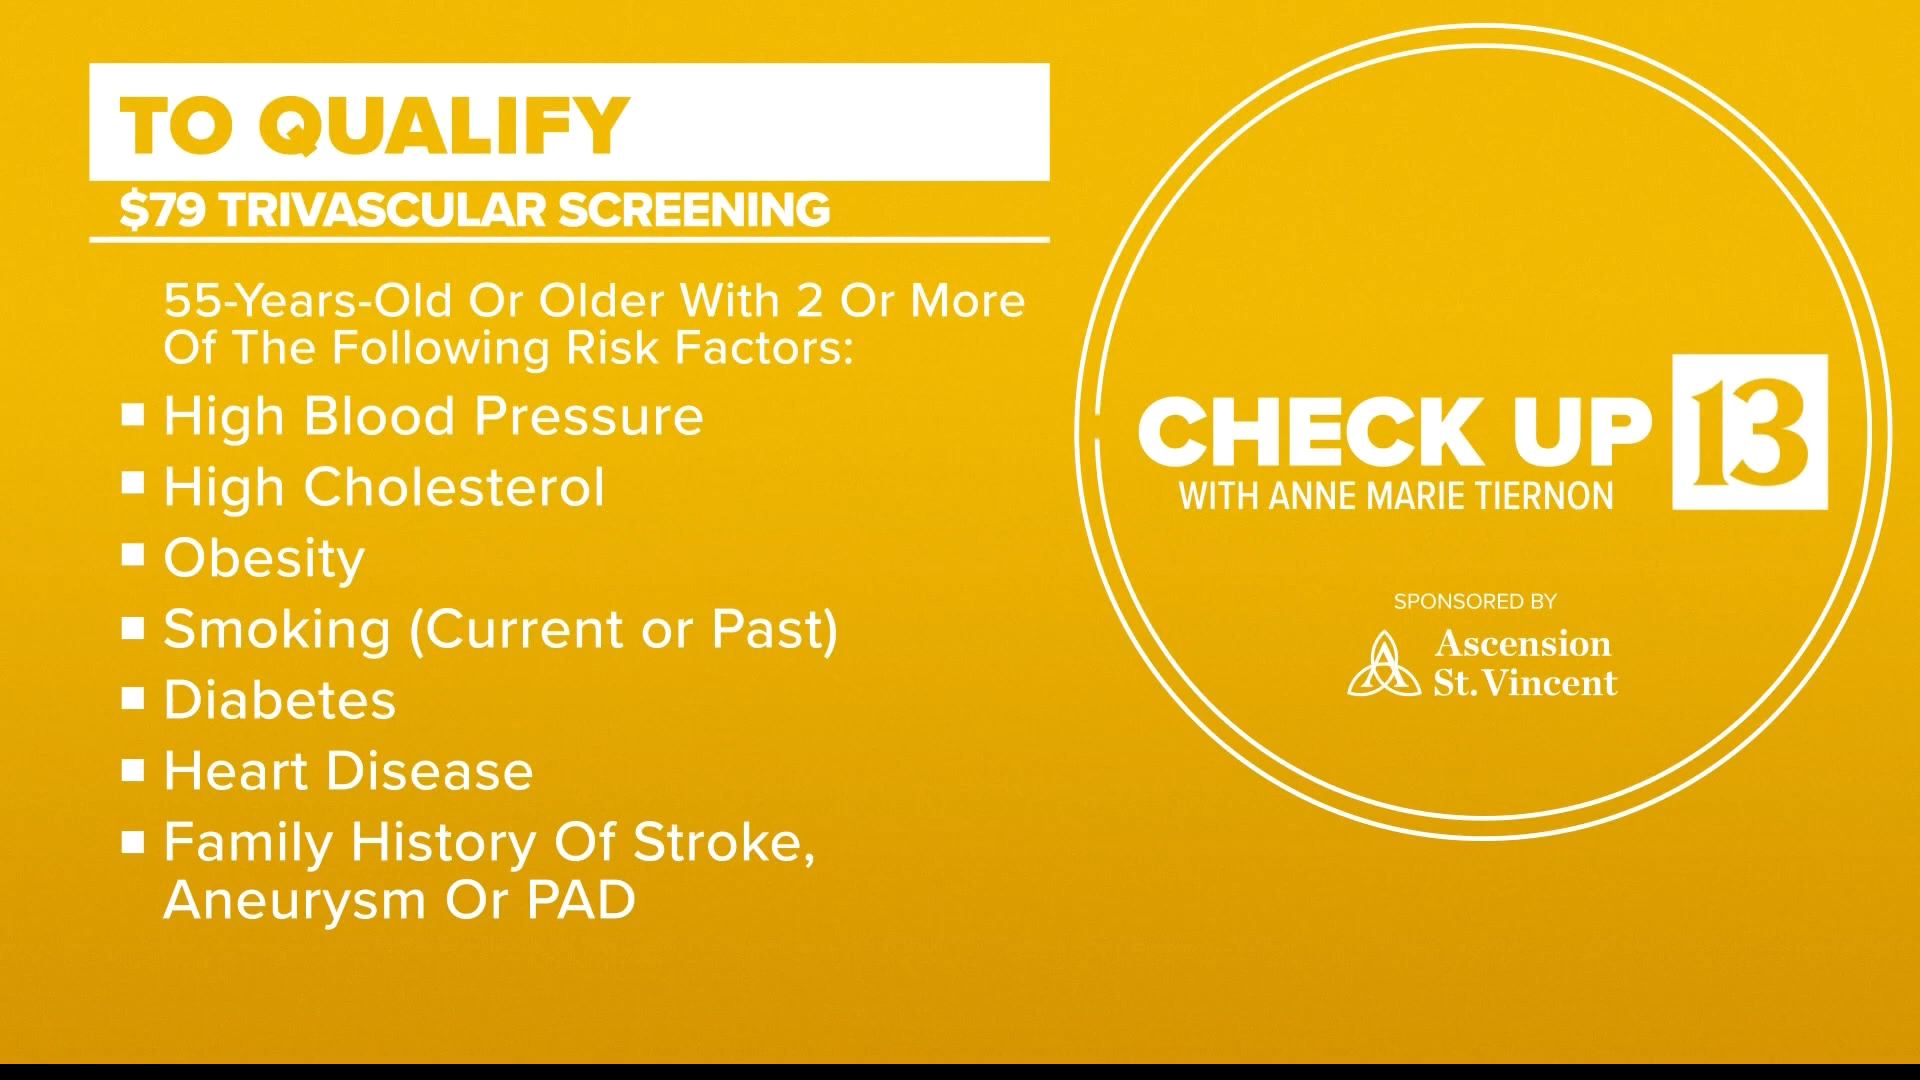 TO QUALIFY
$79 TRIVASCULAR SCREENING
55-Years-Old Or Older With 2 Or More
Of The Following Risk Factors:
High Blood Pressure
High Cholesterol
Obesity
Smoking (Current or Past)
Diabetes
Heart Disease
Family History Of Stroke,
Aneurysm Or PAD
CHECK UP 13
WITH ANNE MARIE TIERNON
SPONSORED BY
Ascension
St. Vincent